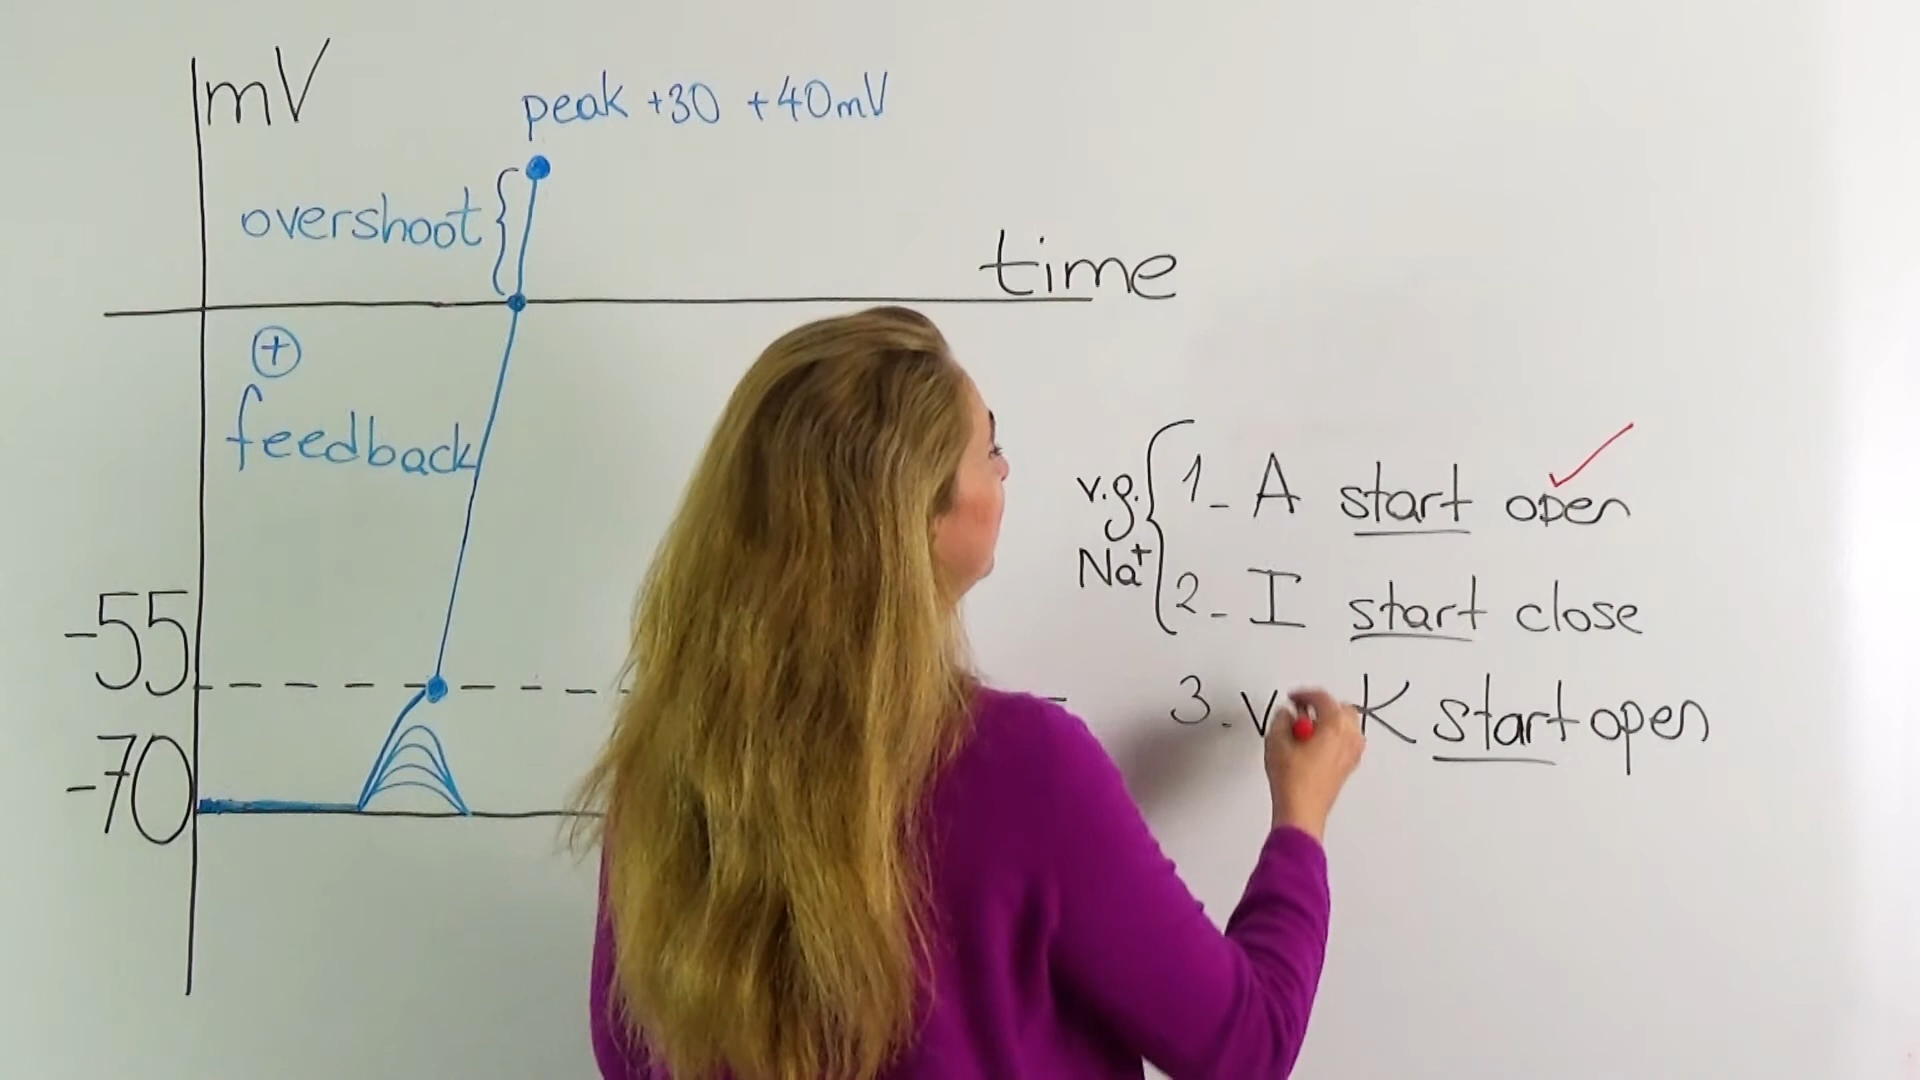 mV
peak +30 +40mV
overshoot
time
+
feedback
-55
-70
v.g.
Na+
1- A start open
2- I start close
3. K start open